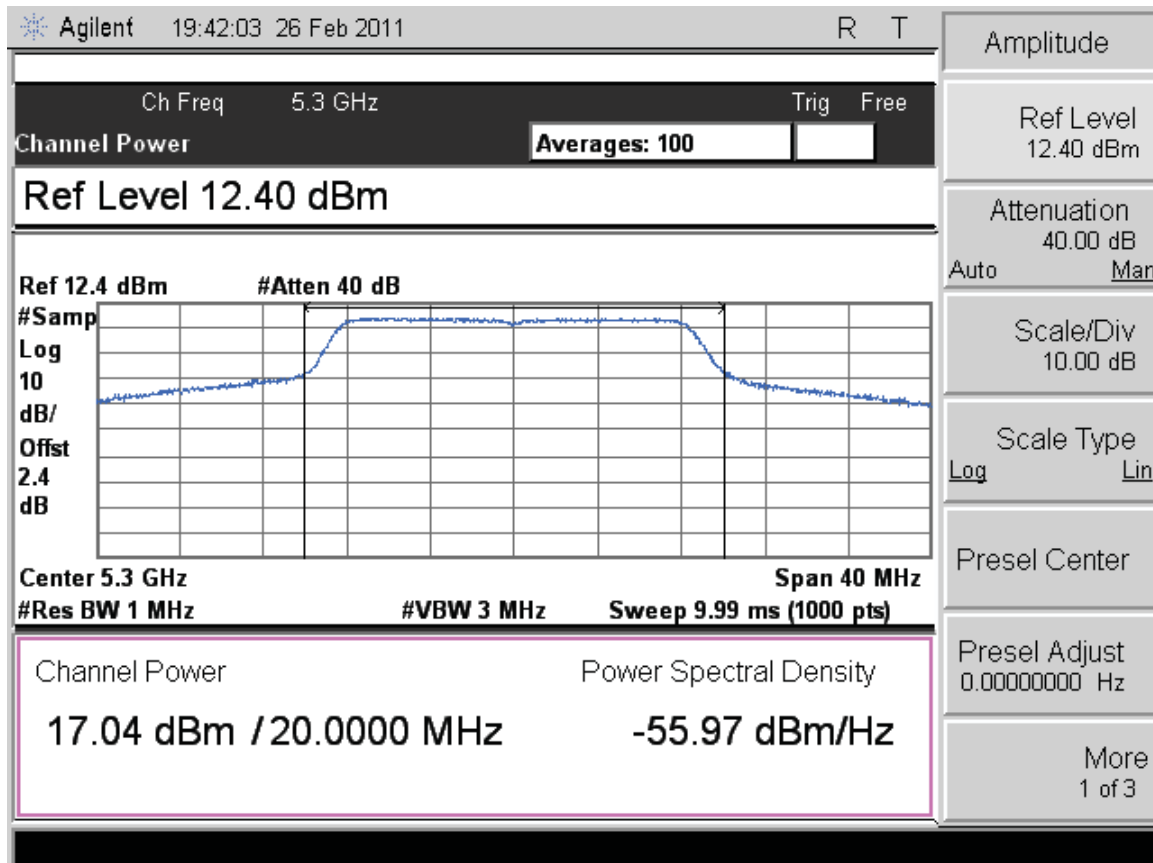 Agilent 19:42:03 26 Feb 2011 R T
Ch Freq 5.3 GHz Trig Free
Channel Power Averages: 100
Ref Level 12.40 dBm
Ref 12.4 dBm #Atten 40 dB
#Samp
Log
10
dB/
Offst
2.4
dB
Center 5.3 GHz Span 40 MHz
#Res BW 1 MHz #VBW 3 MHz Sweep 9.99 ms (1000 pts)
Channel Power Power Spectral Density
17.04 dBm / 20.0000 MHz -55.97 dBm/Hz
Amplitude
Ref Level
12.40 dBm
Attenuation
40.00 dB
Auto Man
Scale/Div
10.00 dB
Scale Type
Log Lin
Presel Center
Presel Adjust
0.00000000 Hz
More
1 of 3